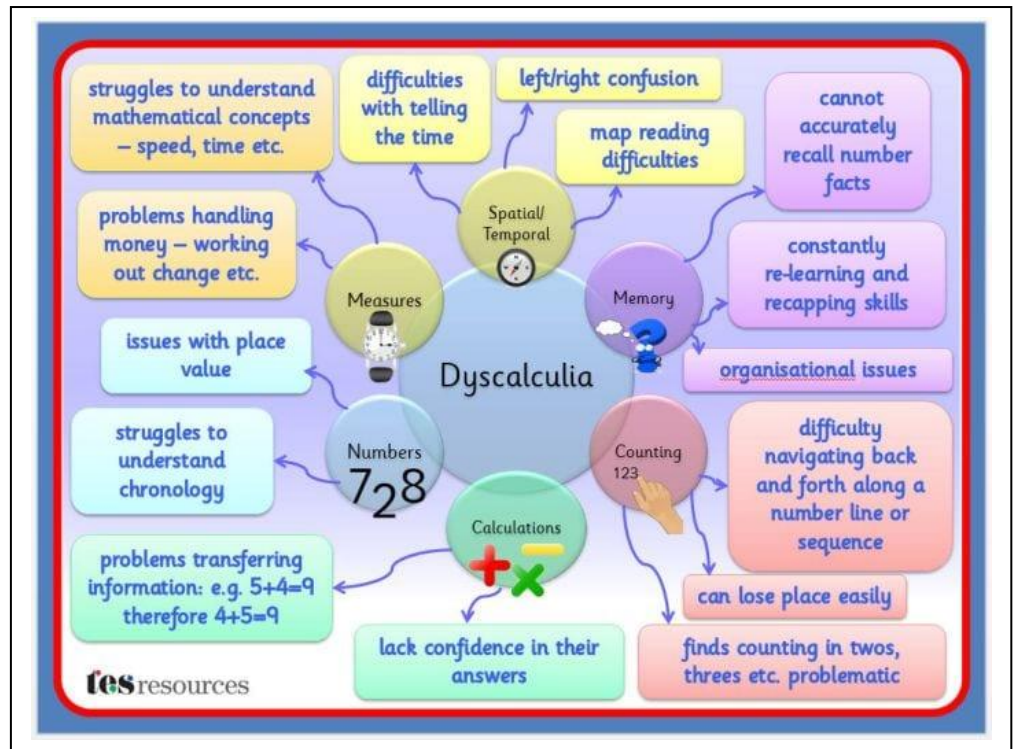 struggles to understand
mathematical concepts
– speed, time etc.
difficulties
with telling
the time
left/right confusion
map reading
difficulties
cannot
accurately
recall number
facts
problems handling
money – working
out change etc.
Spatial/
Temporal
Measures
Memory
constantly
re-learning and
recapping skills
issues with place
value
Dyscalculia
organisational issues
struggles to
understand
chronology
Numbers
728
Counting
123
difficulty
navigating back
and forth along a
number line or
sequence
Calculations
problems transferring
information: e.g. 5+4=9
therefore 4+5=9
can lose place easily
lack confidence in their
answers
finds counting in twos,
threes etc. problematic
tes resources